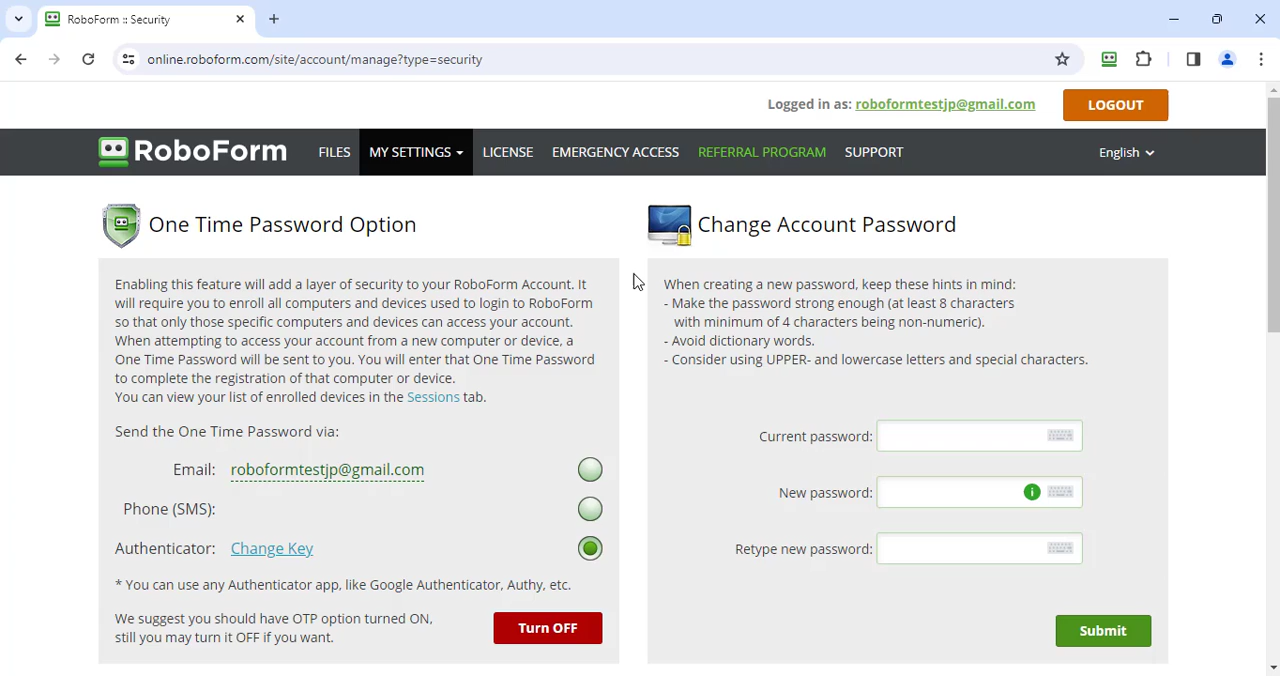 RoboForm :: Security
online.roboform.com/site/account/manage?type=security
Logged in as: roboformtestjp@gmail.com
LOGOUT
RoboForm
FILES
MY SETTINGS
LICENSE
EMERGENCY ACCESS
REFERRAL PROGRAM
SUPPORT
English
One Time Password Option
Enabling this feature will add a layer of security to your RoboForm Account. It
will require you to enroll all computers and devices used to login to RoboForm
so that only those specific computers and devices can access your account.
When attempting to access your account from a new computer or device, a
One Time Password will be sent to you. You will enter that One Time Password
to complete the registration of that computer or device.
You can view your list of enrolled devices in the Sessions tab.
Send the One Time Password via:
Email: roboformtestjp@gmail.com
Phone (SMS):
Authenticator: Change Key
* You can use any Authenticator app, like Google Authenticator, Authy, etc.
We suggest you should have OTP option turned ON,
still you may turn it OFF if you want.
Turn OFF
Change Account Password
When creating a new password, keep these hints in mind:
- Make the password strong enough (at least 8 characters
with minimum of 4 characters being non-numeric).
- Avoid dictionary words.
- Consider using UPPER- and lowercase letters and special characters.
Current password:
New password:
Retype new password:
Submit